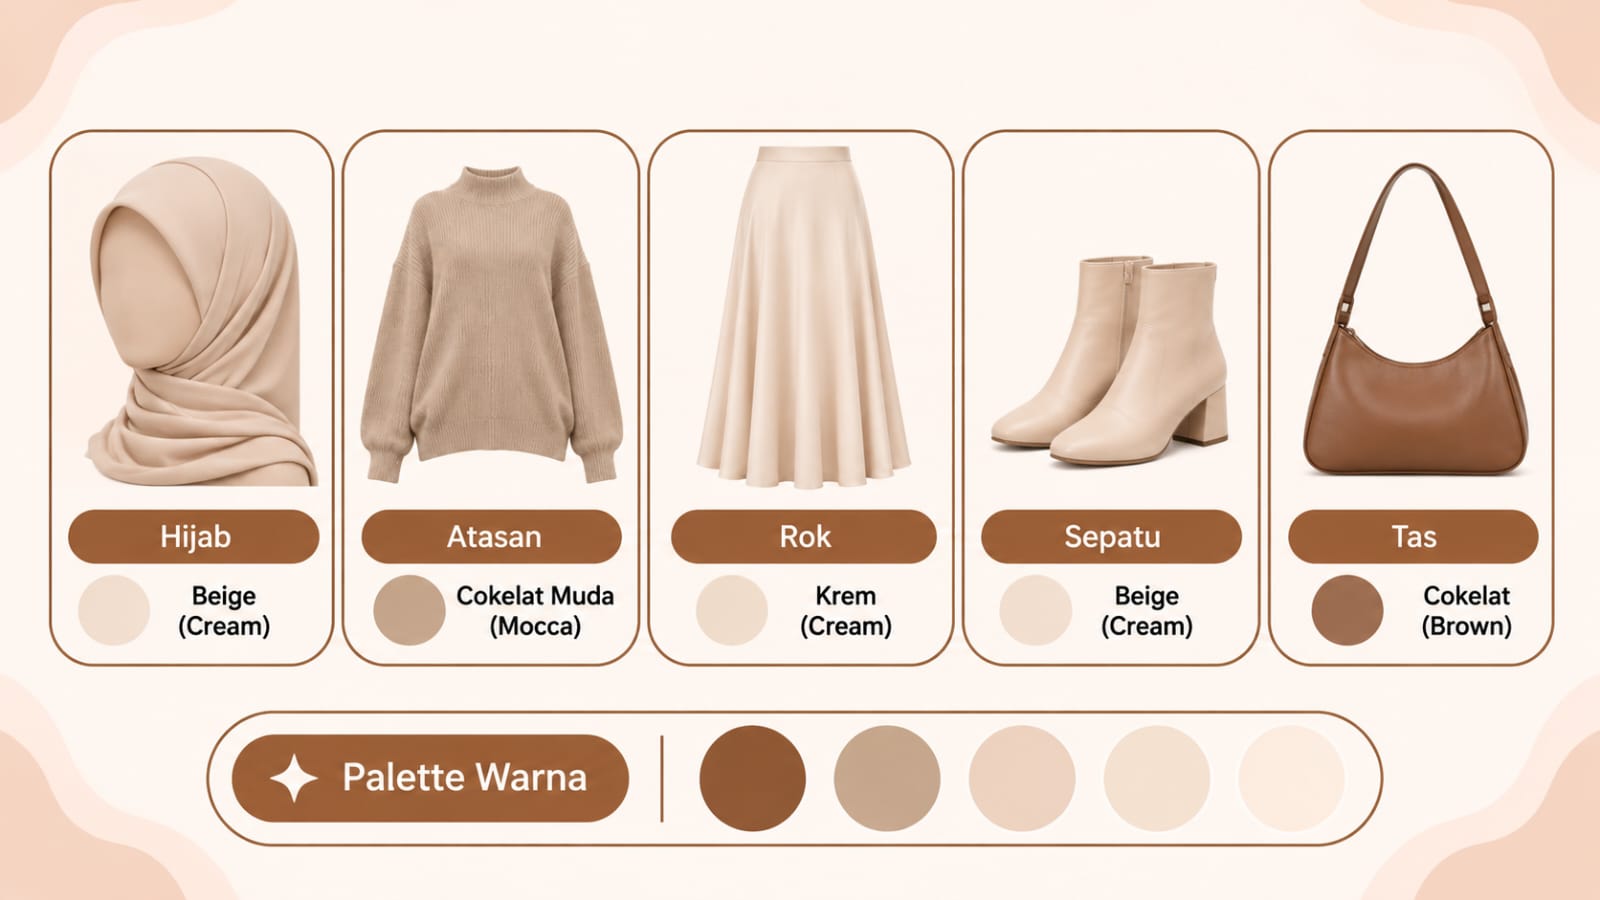 Hijab
Beige
(Cream)
Atasan
Cokelat Muda
(Mocca)
Rok
Krem
(Cream)
Sepatu
Beige
(Cream)
Tas
Cokelat
(Brown)
Palette Warna